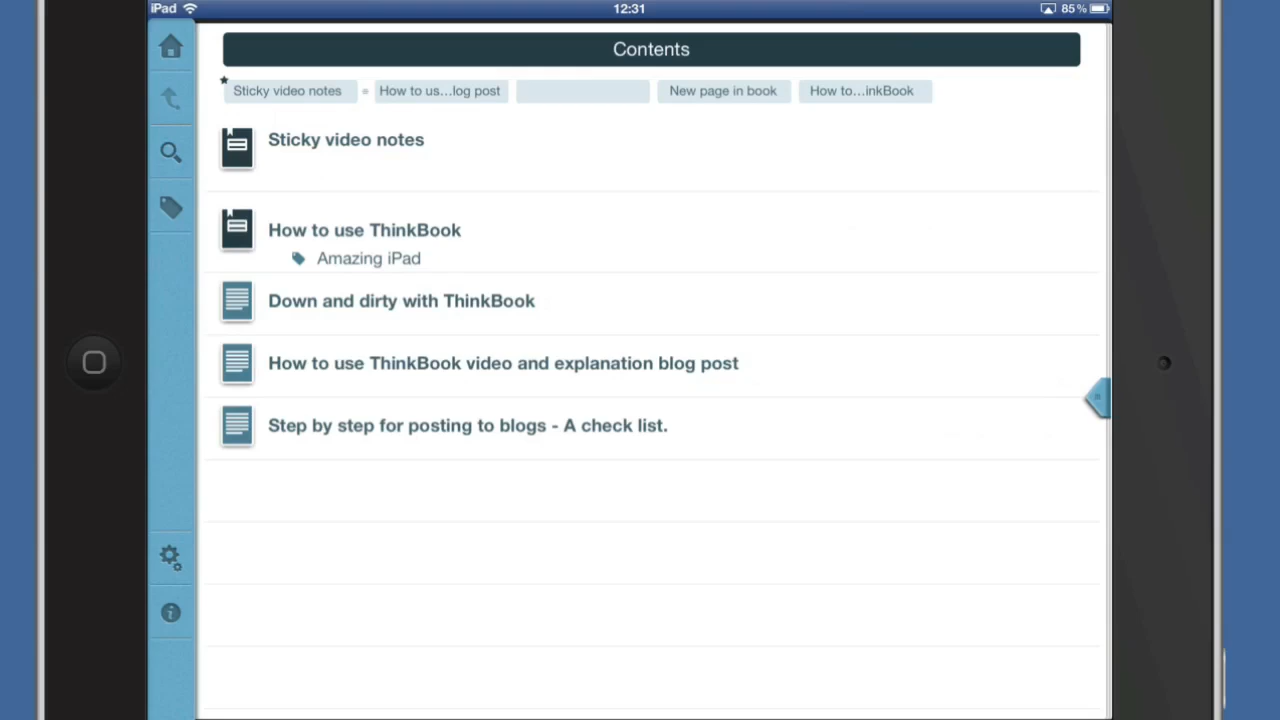 iPad 12:31 85%
Contents
Sticky video notes How to us...log post New page in book How to...inkBook
Sticky video notes
How to use ThinkBook
Amazing iPad
Down and dirty with ThinkBook
How to use ThinkBook video and explanation blog post
Step by step for posting to blogs - A check list.